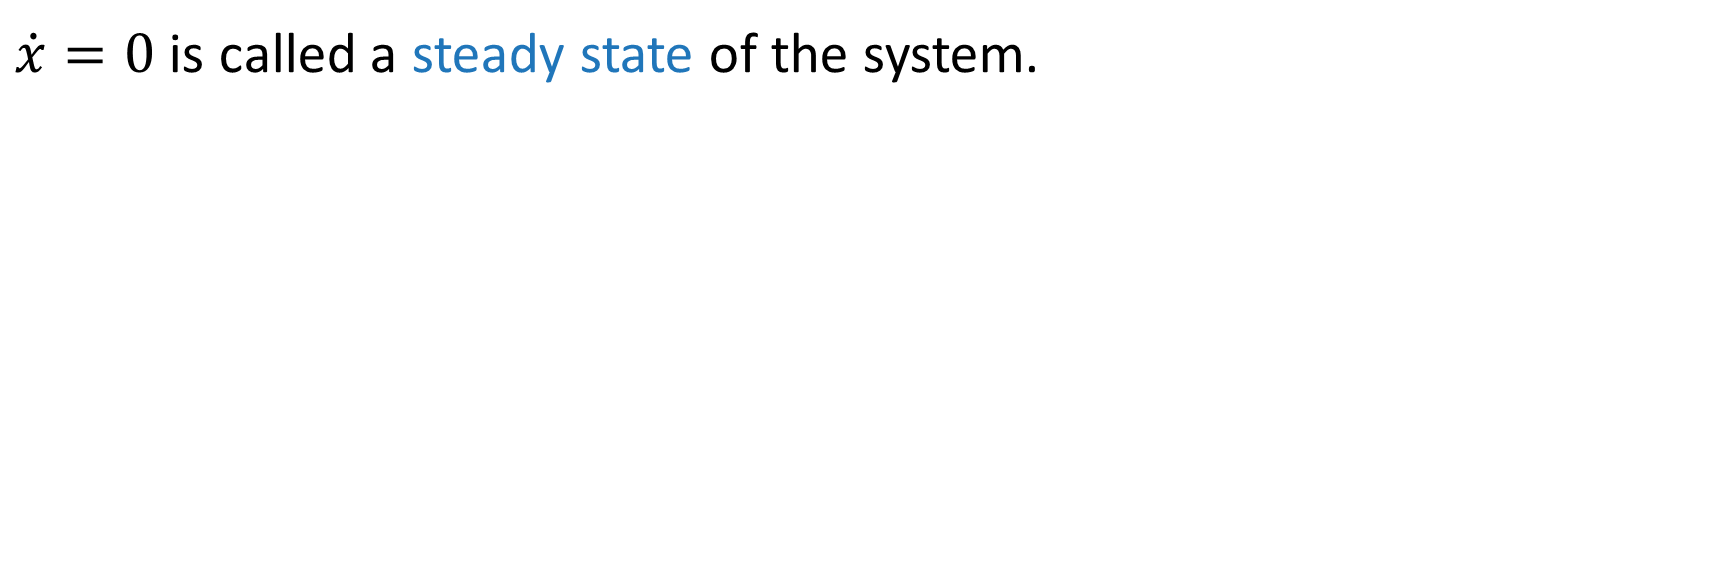 ẋ = 0 is called a steady state of the system.